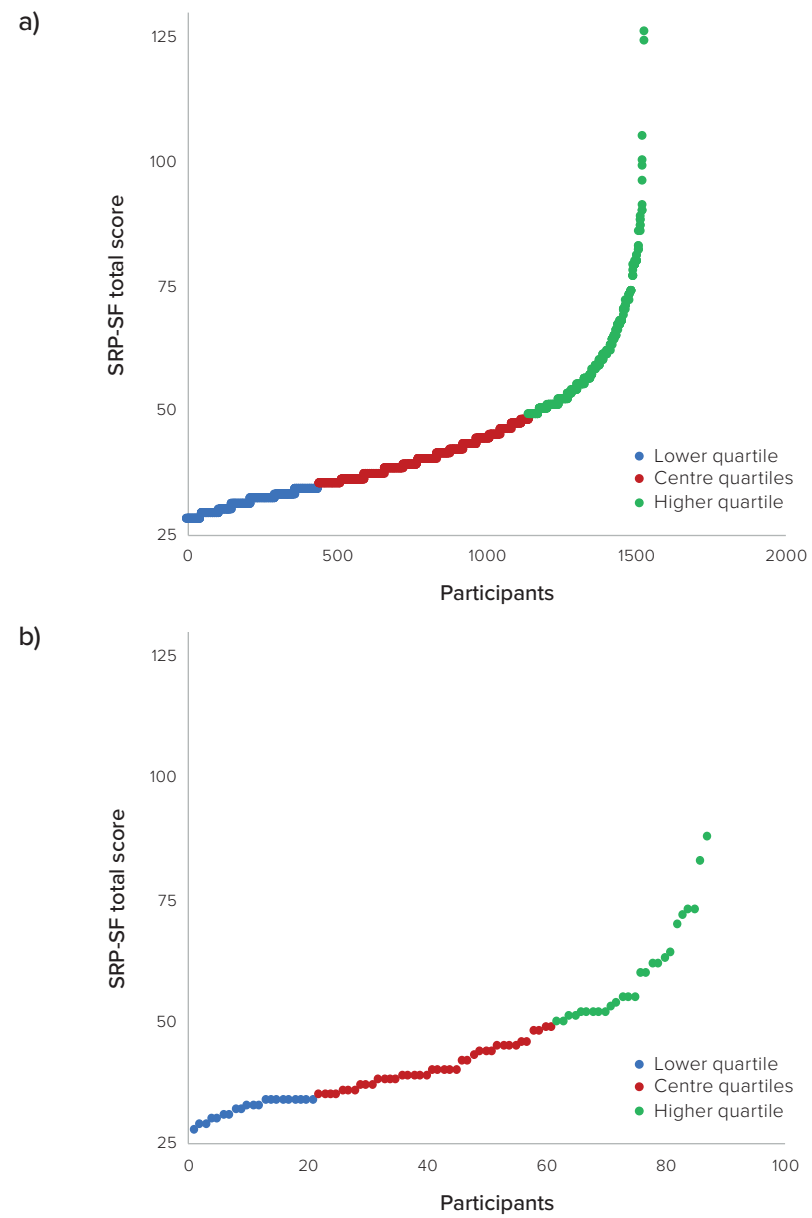 a)
125
100
75
50
25
SRP-SF total score
0 500 1000 1500 2000
Participants
Lower quartile
Centre quartiles
Higher quartile
b)
125
100
75
50
25
SRP-SF total score
0 20 40 60 80 100
Participants
Lower quartile
Centre quartiles
Higher quartile